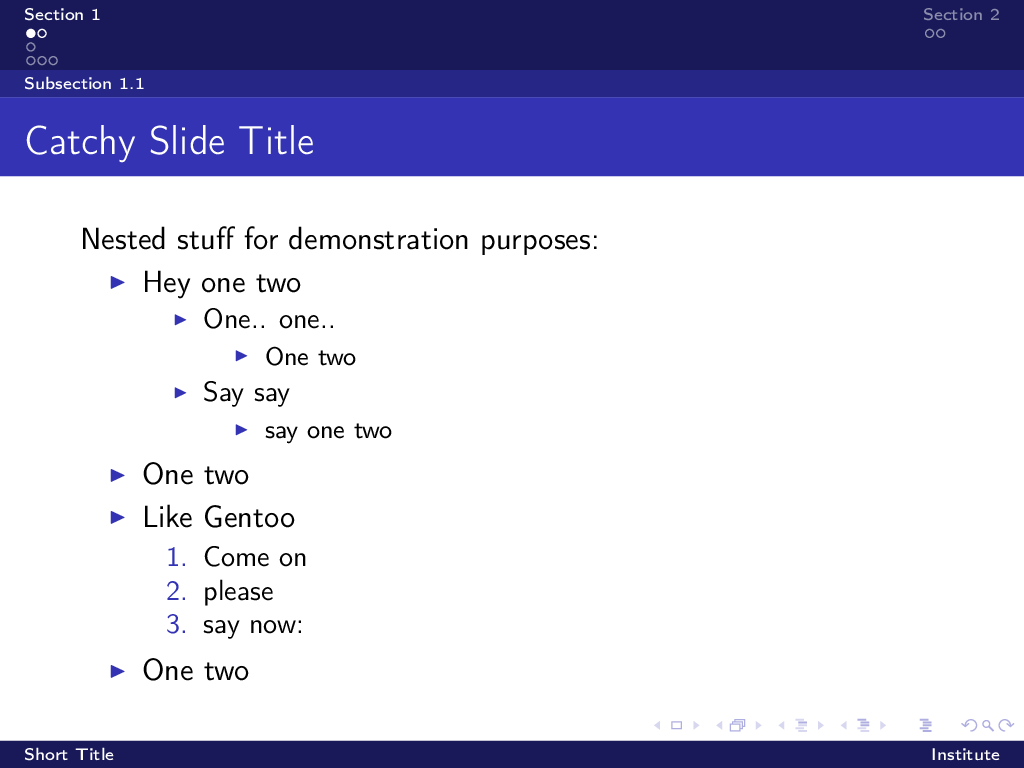 Section 1
Section 2
Subsection 1.1
Catchy Slide Title
Nested stuff for demonstration purposes:
Hey one two
One.. one..
One two
Say say
say one two
One two
Like Gentoo
1. Come on
2. please
3. say now:
One two
Short Title
Institute